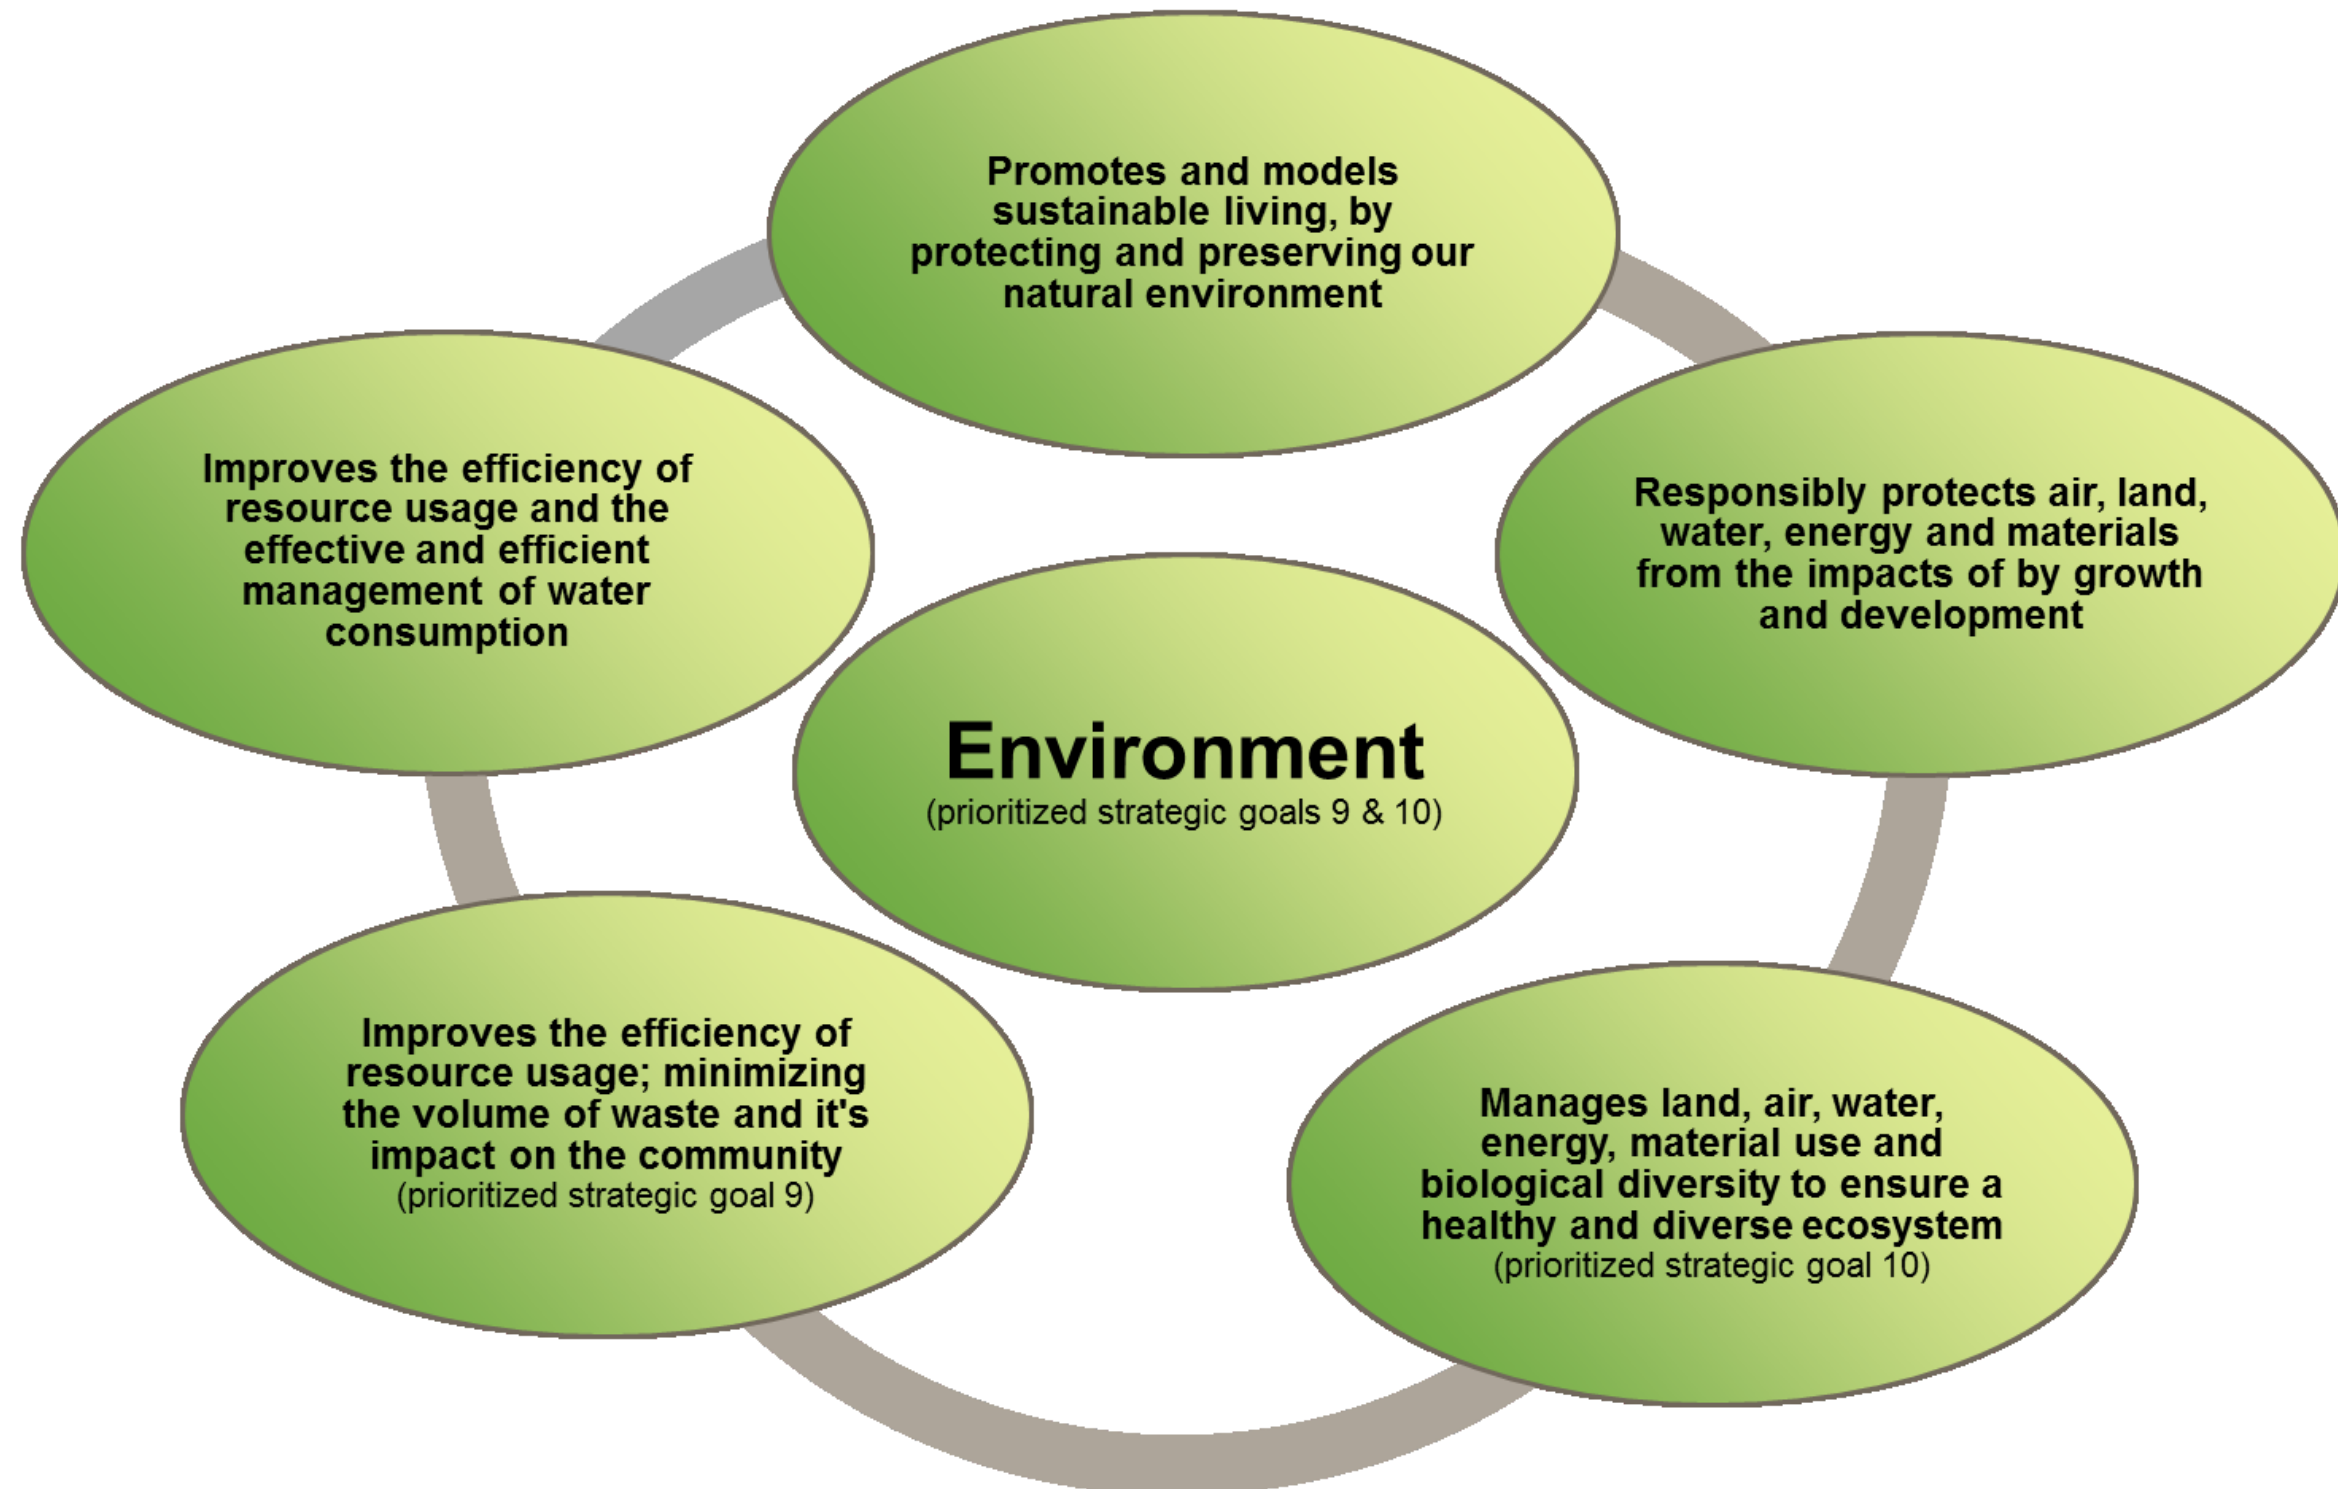 Promotes and models
sustainable living, by
protecting and preserving our
natural environment
Improves the efficiency of
resource usage and the
effective and efficient
management of water
consumption
Responsibly protects air, land,
water, energy and materials
from the impacts of by growth
and development
Environment
(prioritized strategic goals 9 & 10)
Improves the efficiency of
resource usage; minimizing
the volume of waste and it's
impact on the community
(prioritized strategic goal 9)
Manages land, air, water,
energy, material use and
biological diversity to ensure a
healthy and diverse ecosystem
(prioritized strategic goal 10)